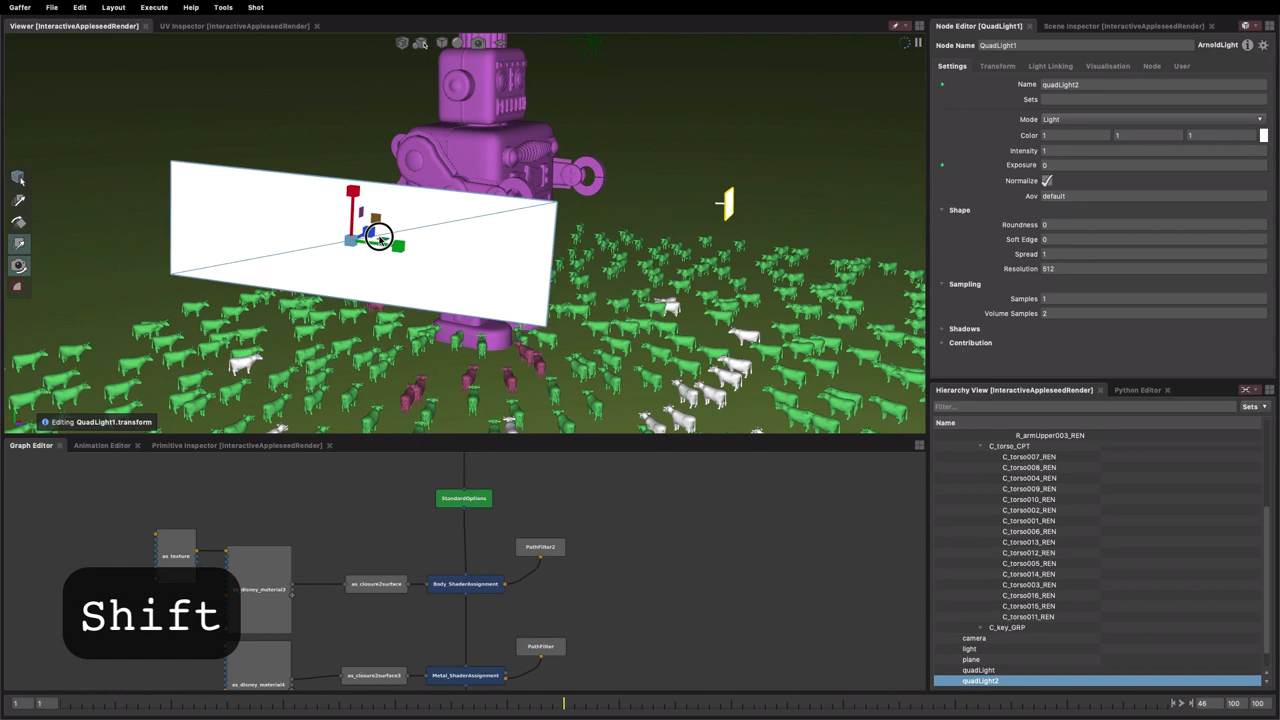 Gaffer File Edit Layout Execute Help Tools Shot
Viewer [InteractiveAppleseedRender] UV Inspector [InteractiveAppleseedRender]
Editing QuadLight1.transform
Graph Editor Animation Editor Primitive Inspector [InteractiveAppleseedRender]
StandardOptions
PathFilter2
as_texture
as_disney_material3
as_closure2surface
Body_ShaderAssignment
Shift
PathFilter
as_disney_material4
as_closure2surface3
Metal_ShaderAssignment
Node Editor [QuadLight1] Scene Inspector [InteractiveAppleseedRender]
Node Name QuadLight1 ArnoldLight
Settings Transform Light Linking Visualisation Node User
Name quadLight2
Sets
Mode Light
Color 1 1 1
Intensity 1
Exposure 0
Normalize
Aov default
Shape
Roundness 0
Soft Edge 0
Spread 1
Resolution 512
Sampling
Samples 1
Volume Samples 2
Shadows
Contribution
Hierarchy View [InteractiveAppleseedRender] Python Editor
Filter... Sets
Name
R_armUpper003_REN
C_torso_CPT
C_torso007_REN
C_torso008_REN
C_torso004_REN
C_torso009_REN
C_torso010_REN
C_torso002_REN
C_torso001_REN
C_torso006_REN
C_torso013_REN
C_torso012_REN
C_torso005_REN
C_torso014_REN
C_torso003_REN
C_torso016_REN
C_torso015_REN
C_torso011_REN
C_key_GRP
camera
light
plane
quadLight
quadLight2
1 1 46 100 100